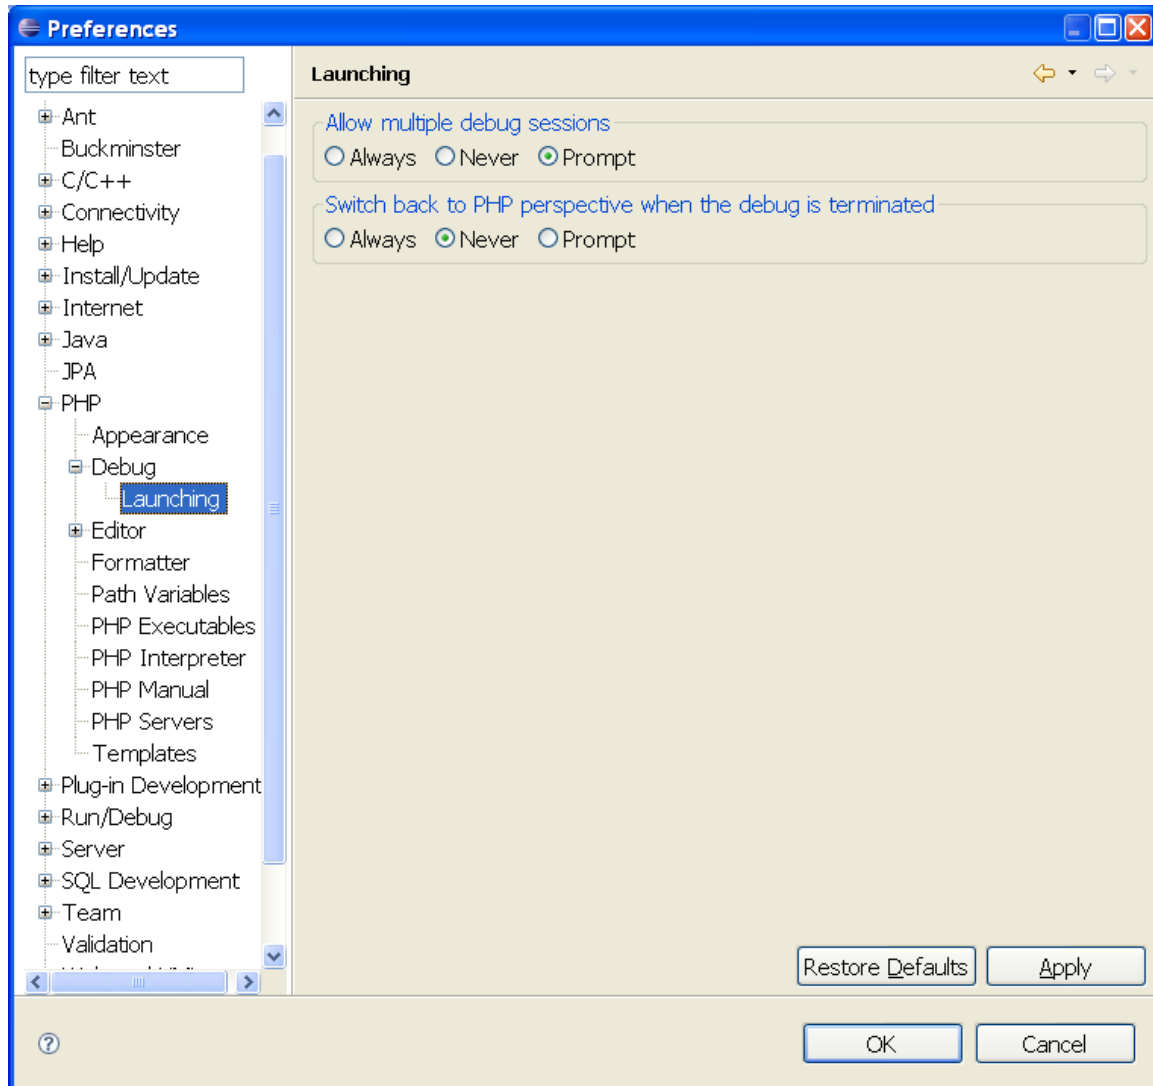 Preferences
type filter text
Launching
Ant
Buckminster
C/C++
Connectivity
Help
Install/Update
Internet
Java
JPA
PHP
Appearance
Debug
Launching
Editor
Formatter
Path Variables
PHP Executables
PHP Interpreter
PHP Manual
PHP Servers
Templates
Plug-in Development
Run/Debug
Server
SQL Development
Team
Validation
Allow multiple debug sessions
Always Never Prompt
Switch back to PHP perspective when the debug is terminated
Always Never Prompt
Restore Defaults Apply
? OK Cancel